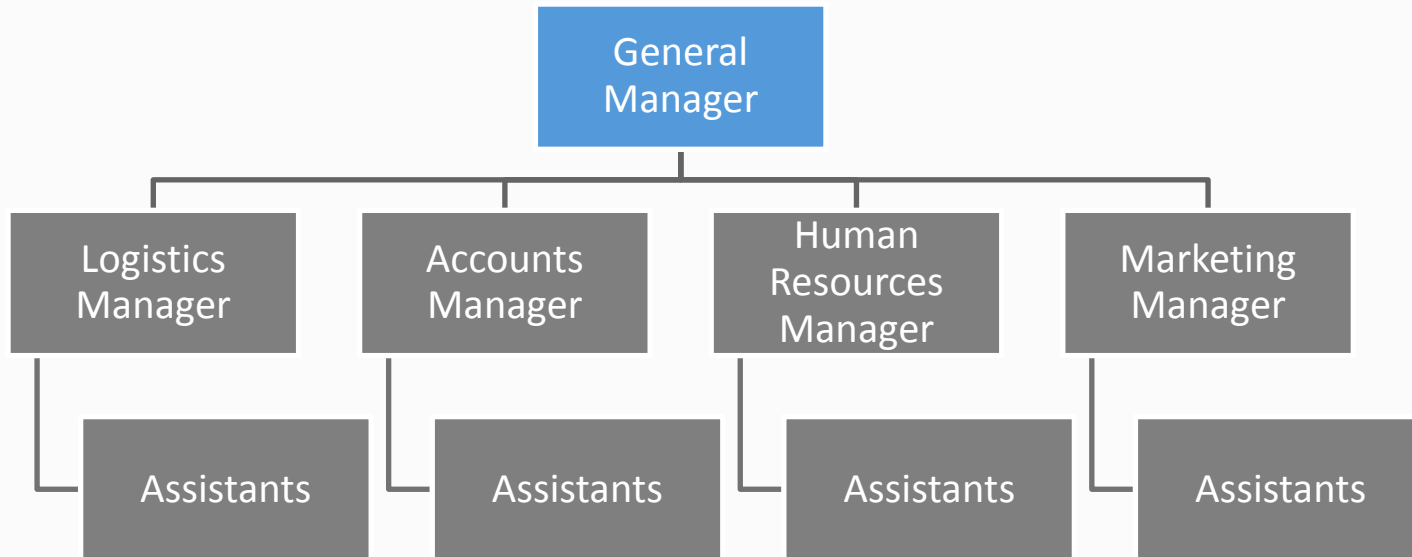 General
Manager
Logistics
Manager
Accounts
Manager
Human
Resources
Manager
Marketing
Manager
Assistants
Assistants
Assistants
Assistants